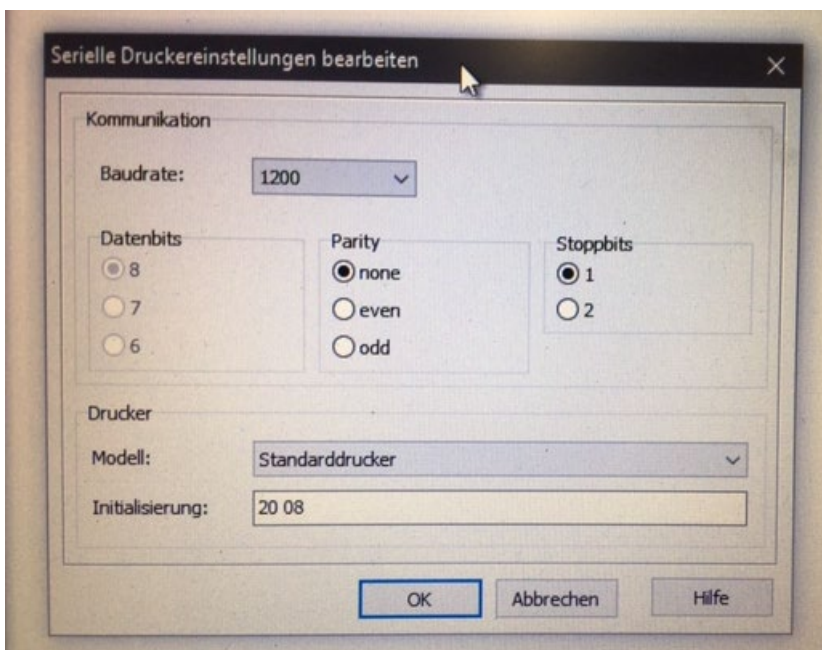 Serielle Druckereinstellungen bearbeiten
Kommunikation
Baudrate: 1200
Datenbits
8
7
6
Parity
none
even
odd
Stoppbits
1
2
Drucker
Modell: Standarddrucker
Initialisierung: 20 08
OK Abbrechen Hilfe